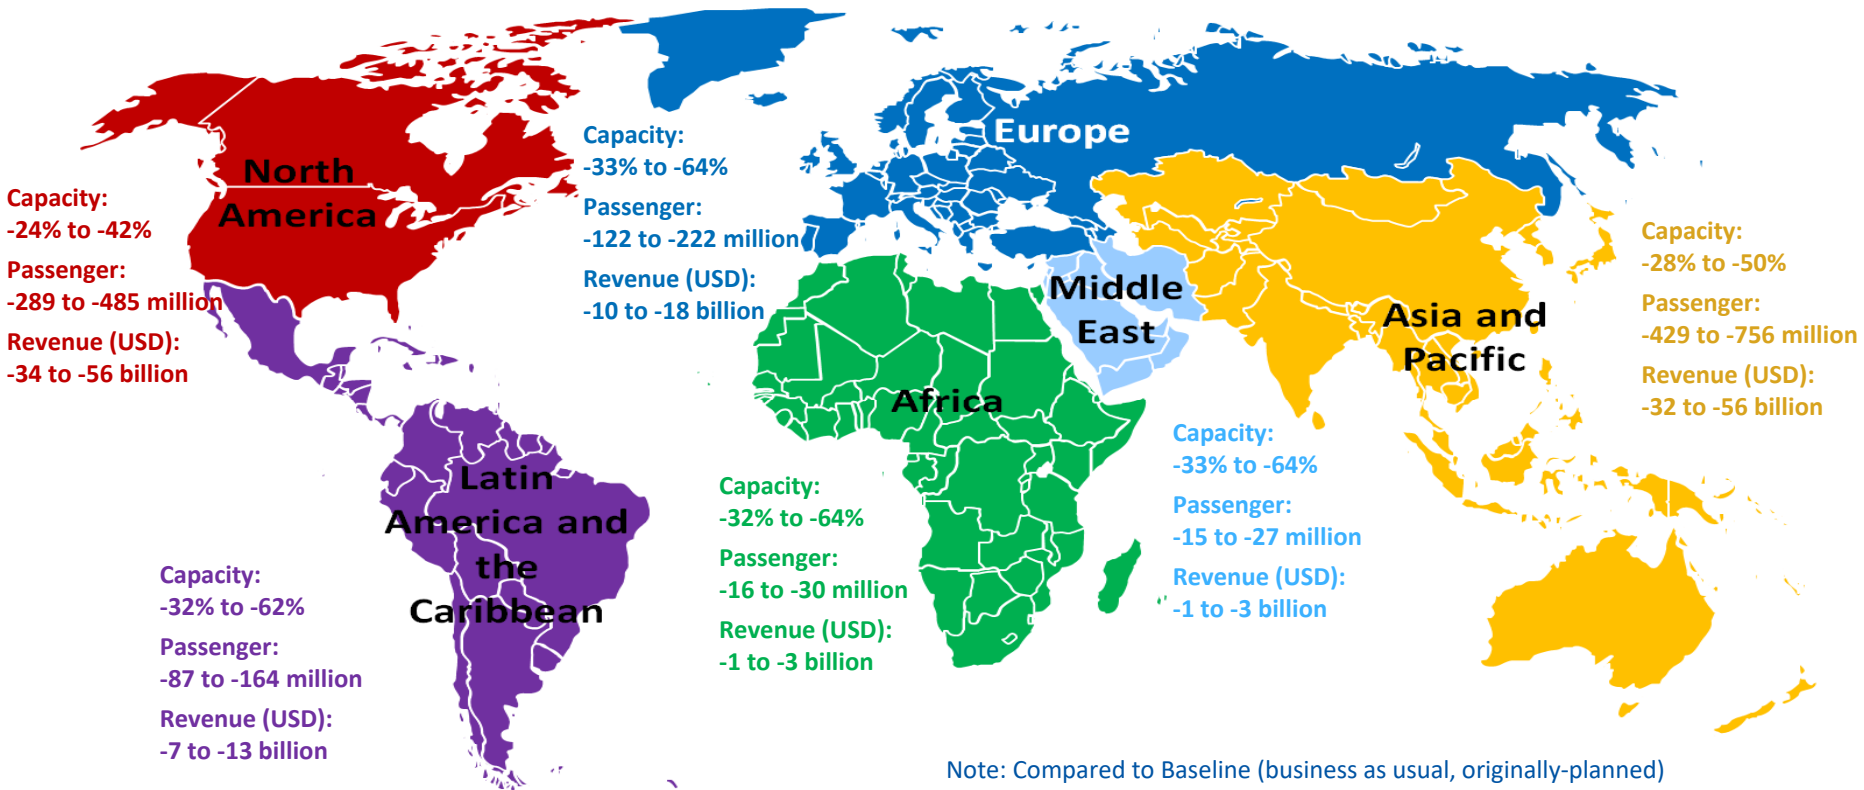 North
America
Capacity:
-24% to -42%
Passenger:
-289 to -485 million
Revenue (USD):
-34 to -56 billion
Capacity:
-33% to -64%
Passenger:
-122 to -222 million
Revenue (USD):
-10 to -18 billion
Europe
Middle
East
Asia and
Pacific
Capacity:
-28% to -50%
Passenger:
-429 to -756 million
Revenue (USD):
-32 to -56 billion
Africa
Capacity:
-33% to -64%
Passenger:
-15 to -27 million
Revenue (USD):
-1 to -3 billion
Capacity:
-32% to -64%
Passenger:
-16 to -30 million
Revenue (USD):
-1 to -3 billion
Latin
America and
the
Caribbean
Capacity:
-32% to -62%
Passenger:
-87 to -164 million
Revenue (USD):
-7 to -13 billion
Note: Compared to Baseline (business as usual, originally-planned)